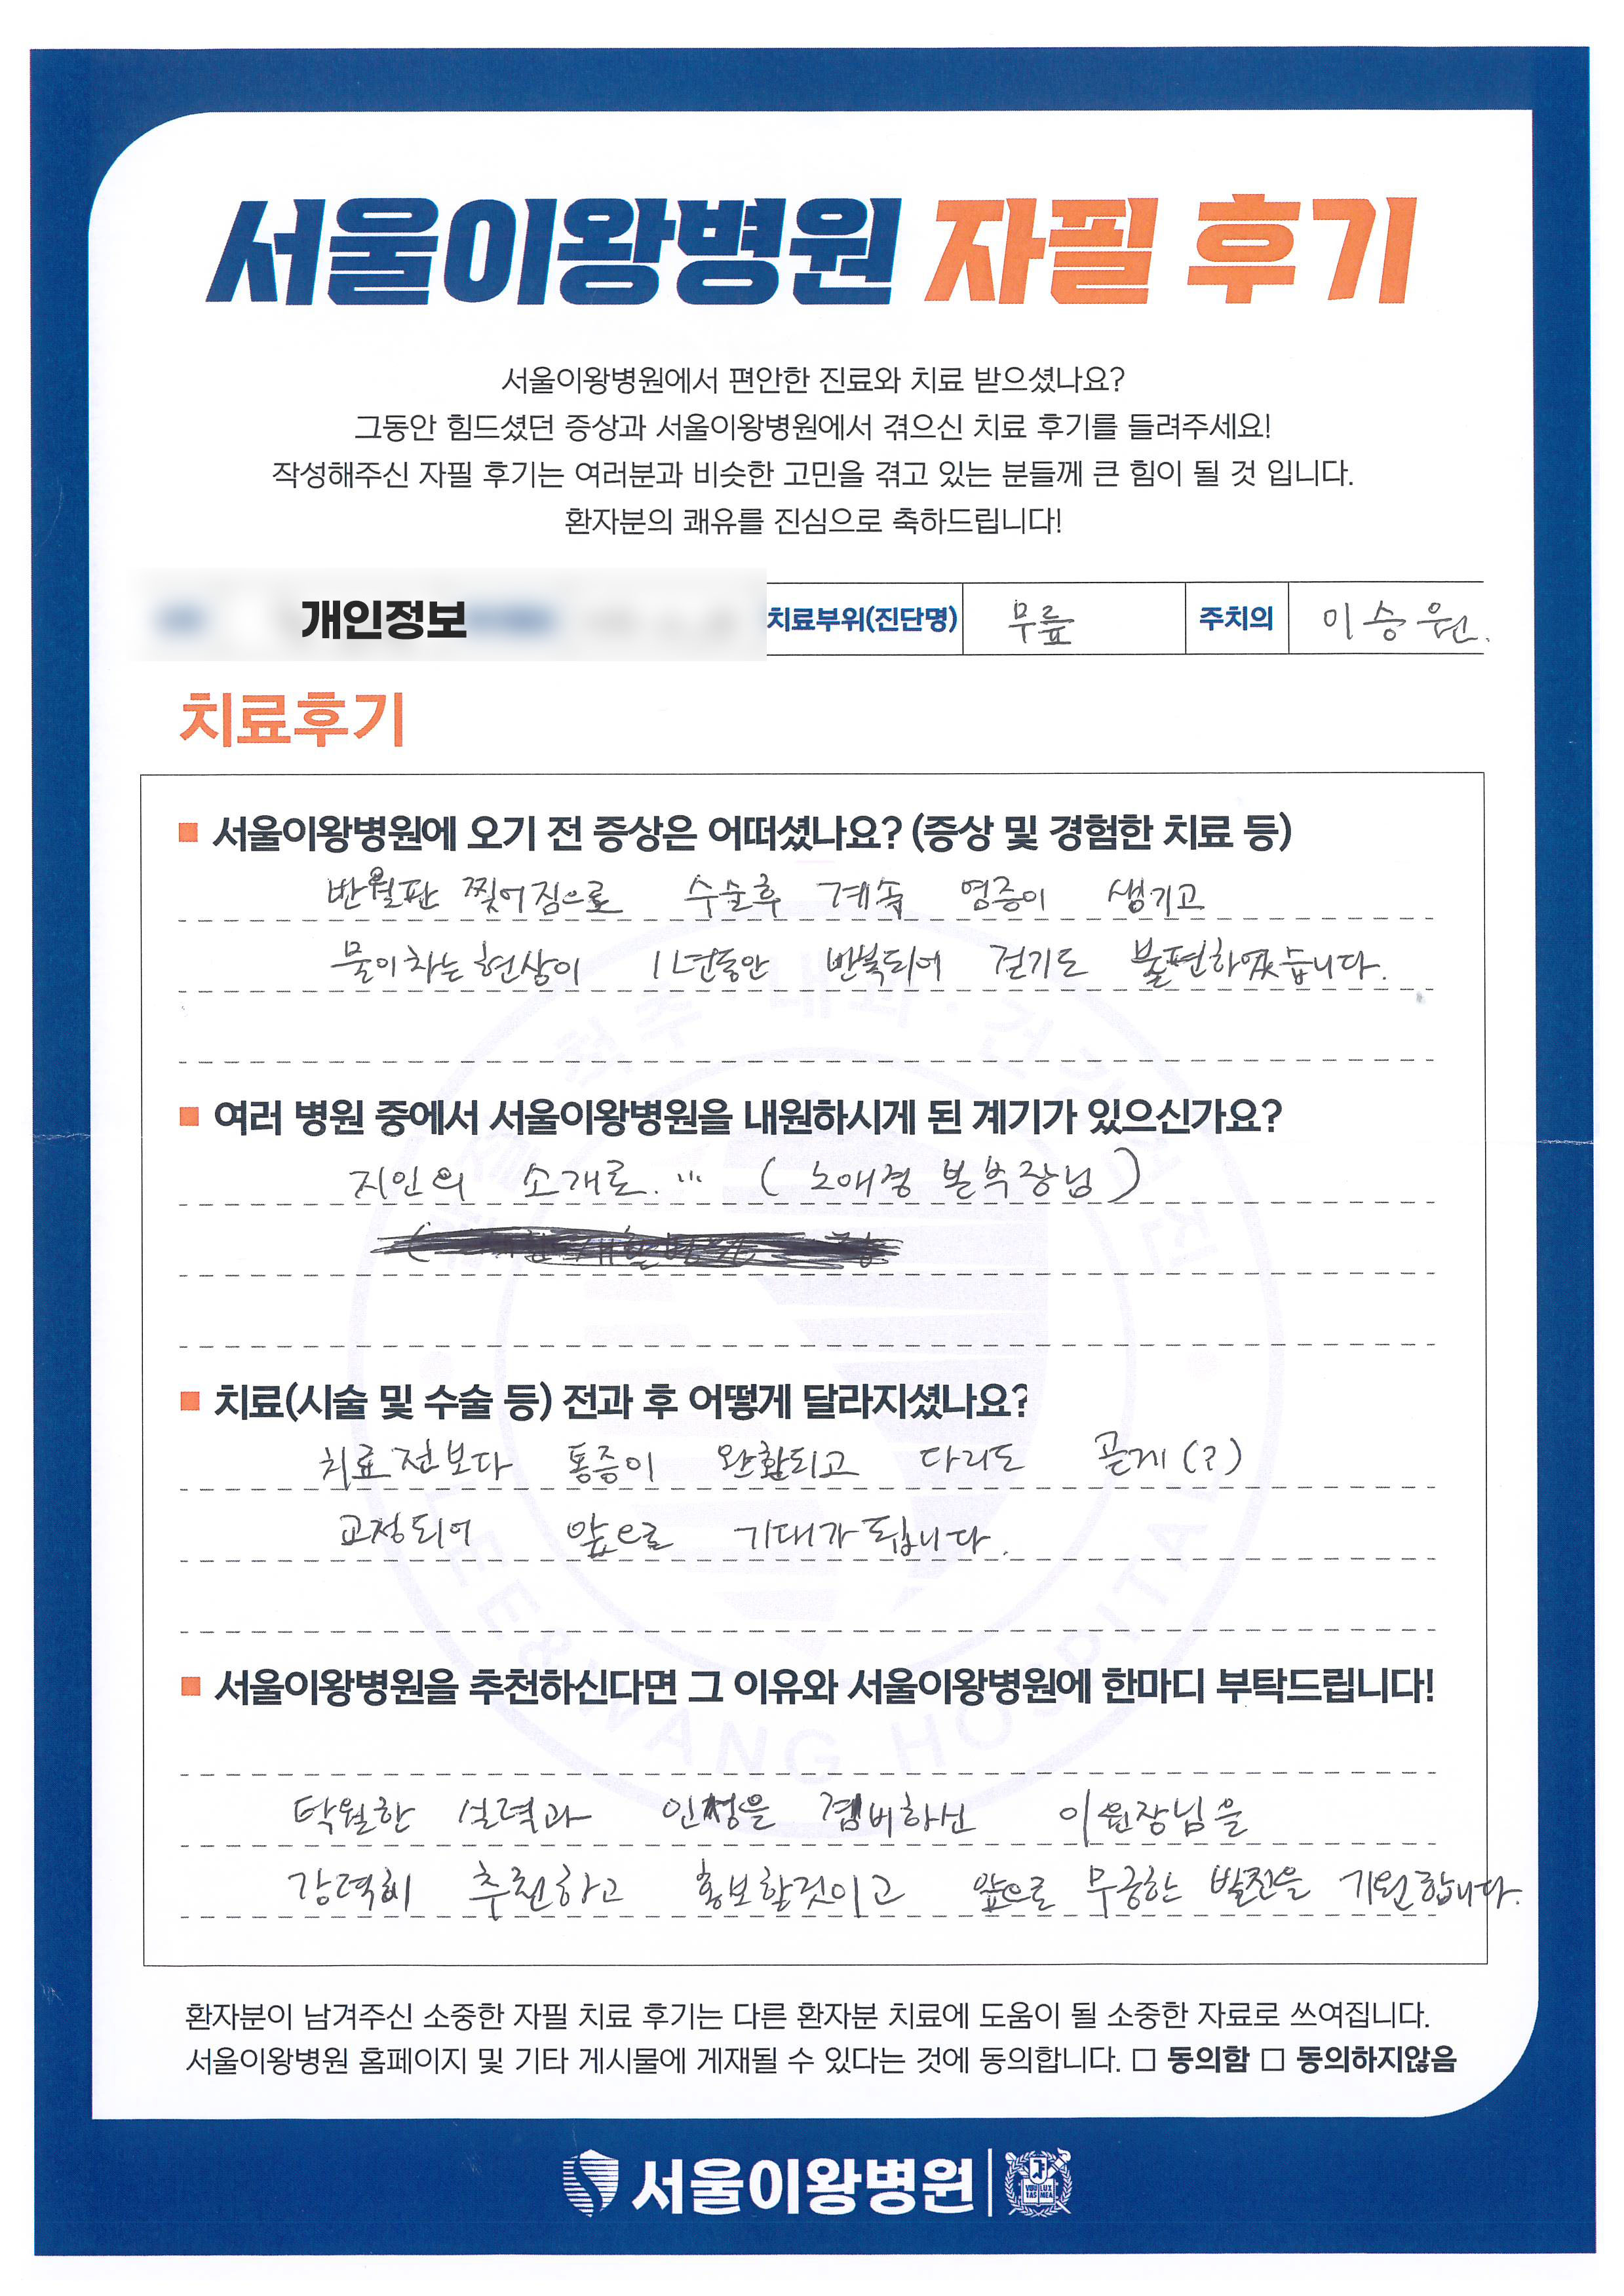 서울이왕병원 자필 후기
서울이왕병원에서 편안한 진료와 치료 받으셨나요?
그동안 힘드셨던 증상과 서울이왕병원에서 겪으신 치료 후기를 들려주세요!
작성해주신 자필 후기는 여러분과 비슷한 고민을 겪고 있는 분들께 큰 힘이 될 것 입니다.
환자분의 쾌유를 진심으로 축하드립니다!
개인정보 치료부위(진단명) 무릎 주치의 이승원.
치료후기
서울이왕병원에 오기 전 증상은 어떠셨나요? (증상 및 경험한 치료 등)
반월판 찢어짐으로 수술후 계속 염증이 생기고
물이차는 현상이 1년동안 반복되어 걷기도 불편하였습니다.
여러 병원 중에서 서울이왕병원을 내원하시게 된 계기가 있으신가요?
지인의 소개로... (노애경 본부장님)
치료(시술 및 수술 등) 전과 후 어떻게 달라지셨나요?
치료전보다 통증이 완화되고 다리도 곧게(?)
교정되어 앞으로 기대가 됩니다.
서울이왕병원을 추천하신다면 그 이유와 서울이왕병원에 한마디 부탁드립니다!
탁월한 실력과 인성을 겸비하신 이원장님을
강력히 추천하고 홍보할것이고 앞으로 무궁한 발전을 기원합니다.
환자분이 남겨주신 소중한 자필 치료 후기는 다른 환자분 치료에 도움이 될 소중한 자료로 쓰여집니다.
서울이왕병원 홈페이지 및 기타 게시물에 게재될 수 있다는 것에 동의합니다. □ 동의함 □ 동의하지않음
서울이왕병원